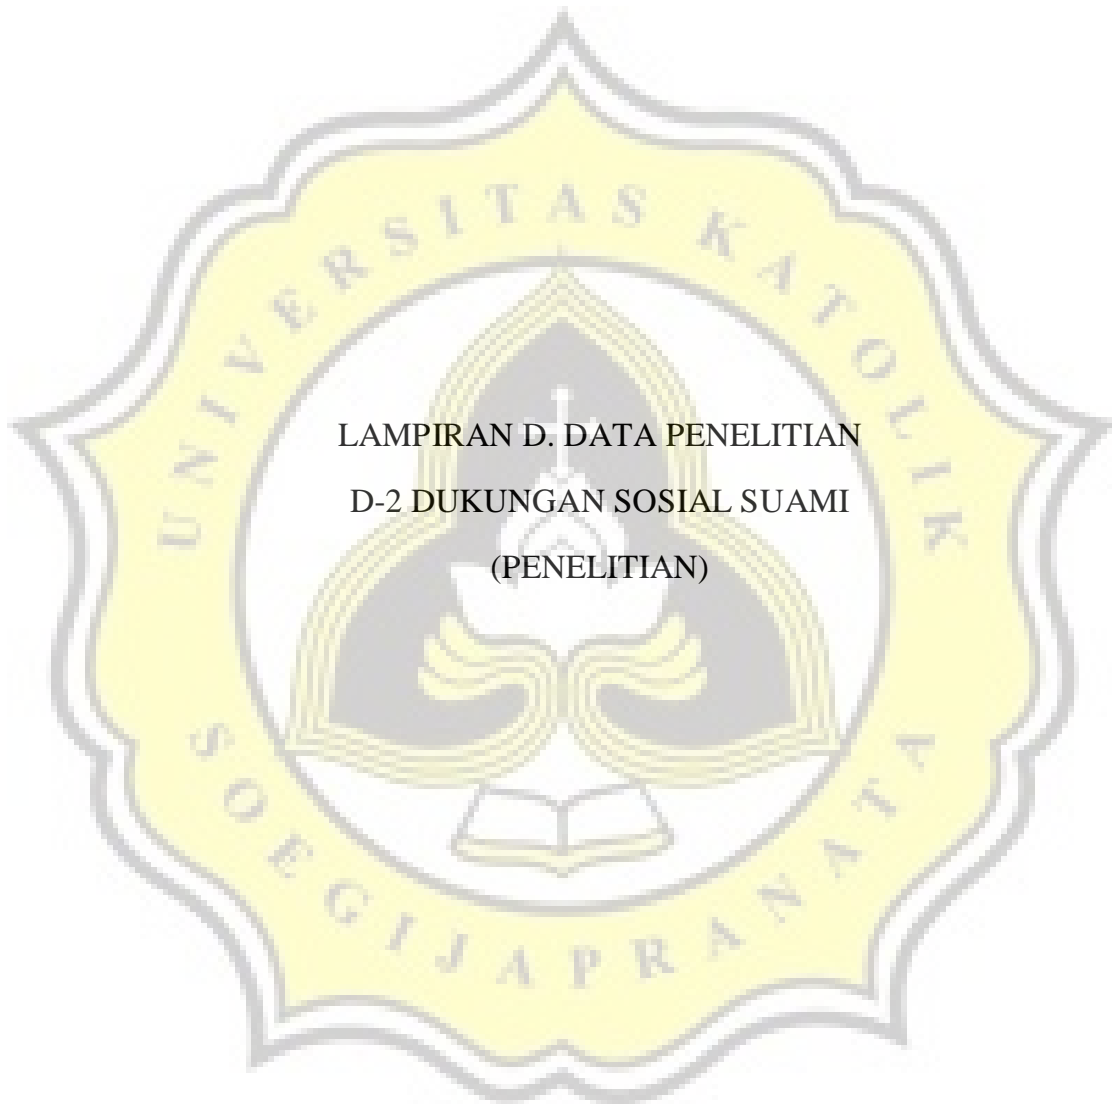 UNIVERSITAS KATOLIK
LAMPIRAN D. DATA PENELITIAN
D-2 DUKUNGAN SOSIAL SUAMI
(PENELITIAN)
SOEGIJAPRANATA